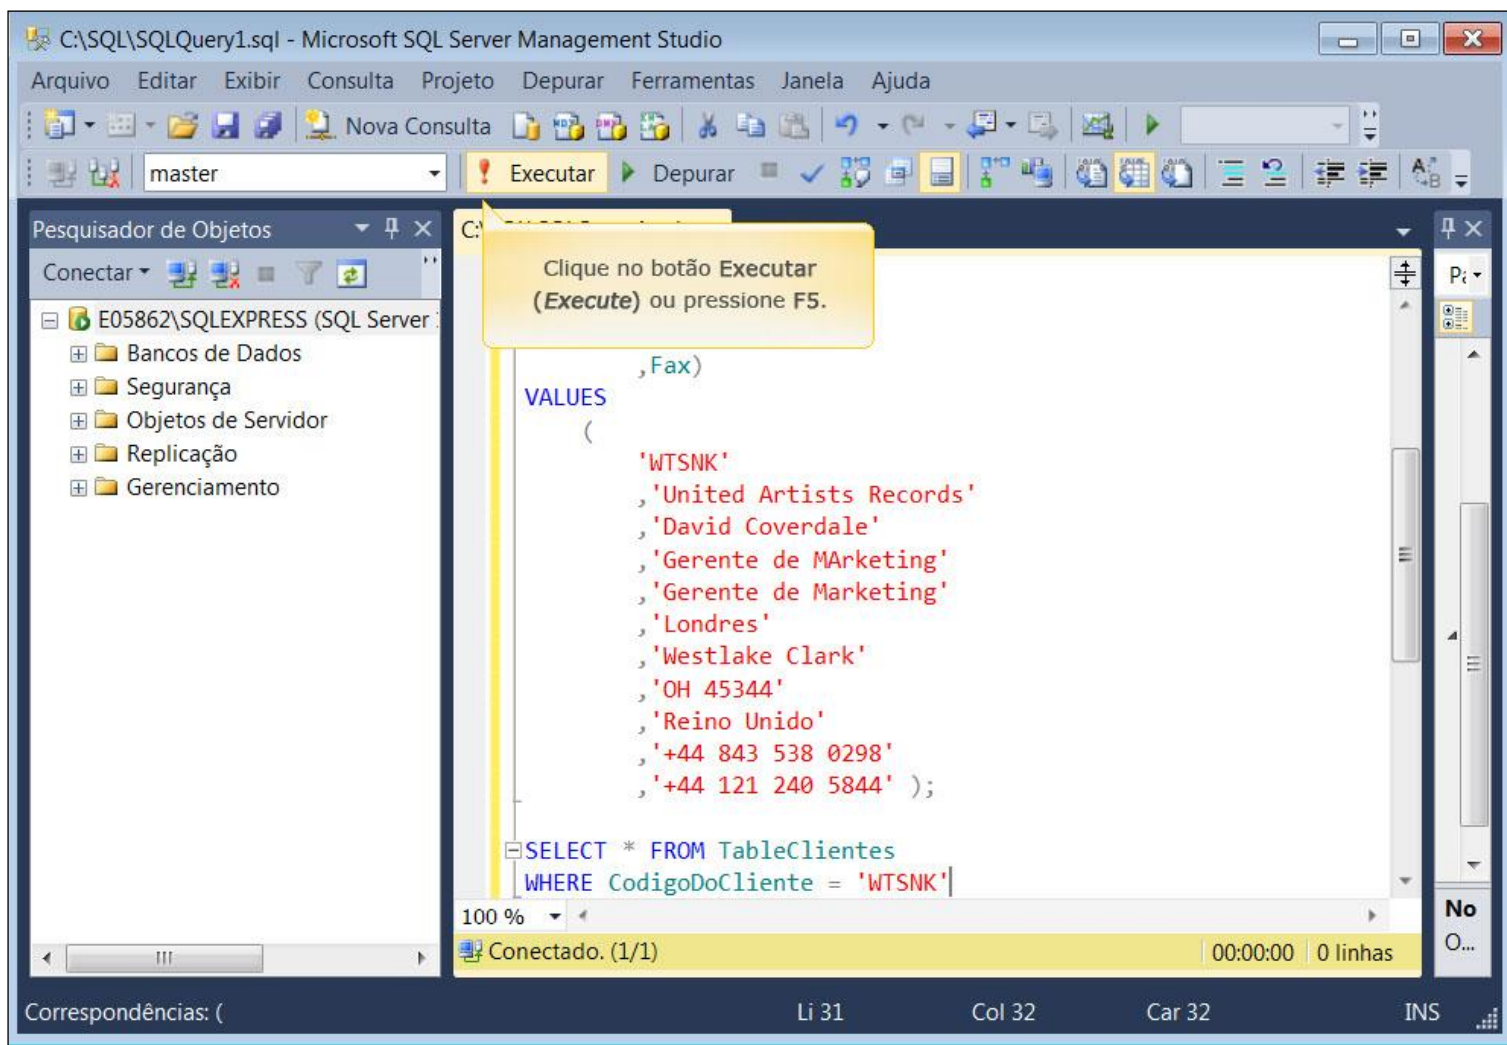 C:\SQL\SQLQuery1.sql - Microsoft SQL Server Management Studio
Arquivo Editar Exibir Consulta Projeto Depurar Ferramentas Janela Ajuda
Nova Consulta
master Executar Depurar
Pesquisador de Objetos
Conectar
E05862\SQLEXPRESS (SQL Server
Bancos de Dados
Segurança
Objetos de Servidor
Replicação
Gerenciamento
Clique no botão Executar
(Execute) ou pressione F5.
,Fax)
VALUES
(
'WTSNK'
,'United Artists Records'
,'David Coverdale'
,'Gerente de MArketing'
,'Gerente de Marketing'
,'Londres'
,'Westlake Clark'
,'OH 45344'
,'Reino Unido'
,'+44 843 538 0298'
,'+44 121 240 5844' );
SELECT * FROM TableClientes
WHERE CodigoDoCliente = 'WTSNK'
100 %
Conectado. (1/1) 00:00:00 0 linhas
No
O...
Correspondências: ( Li 31 Col 32 Car 32 INS